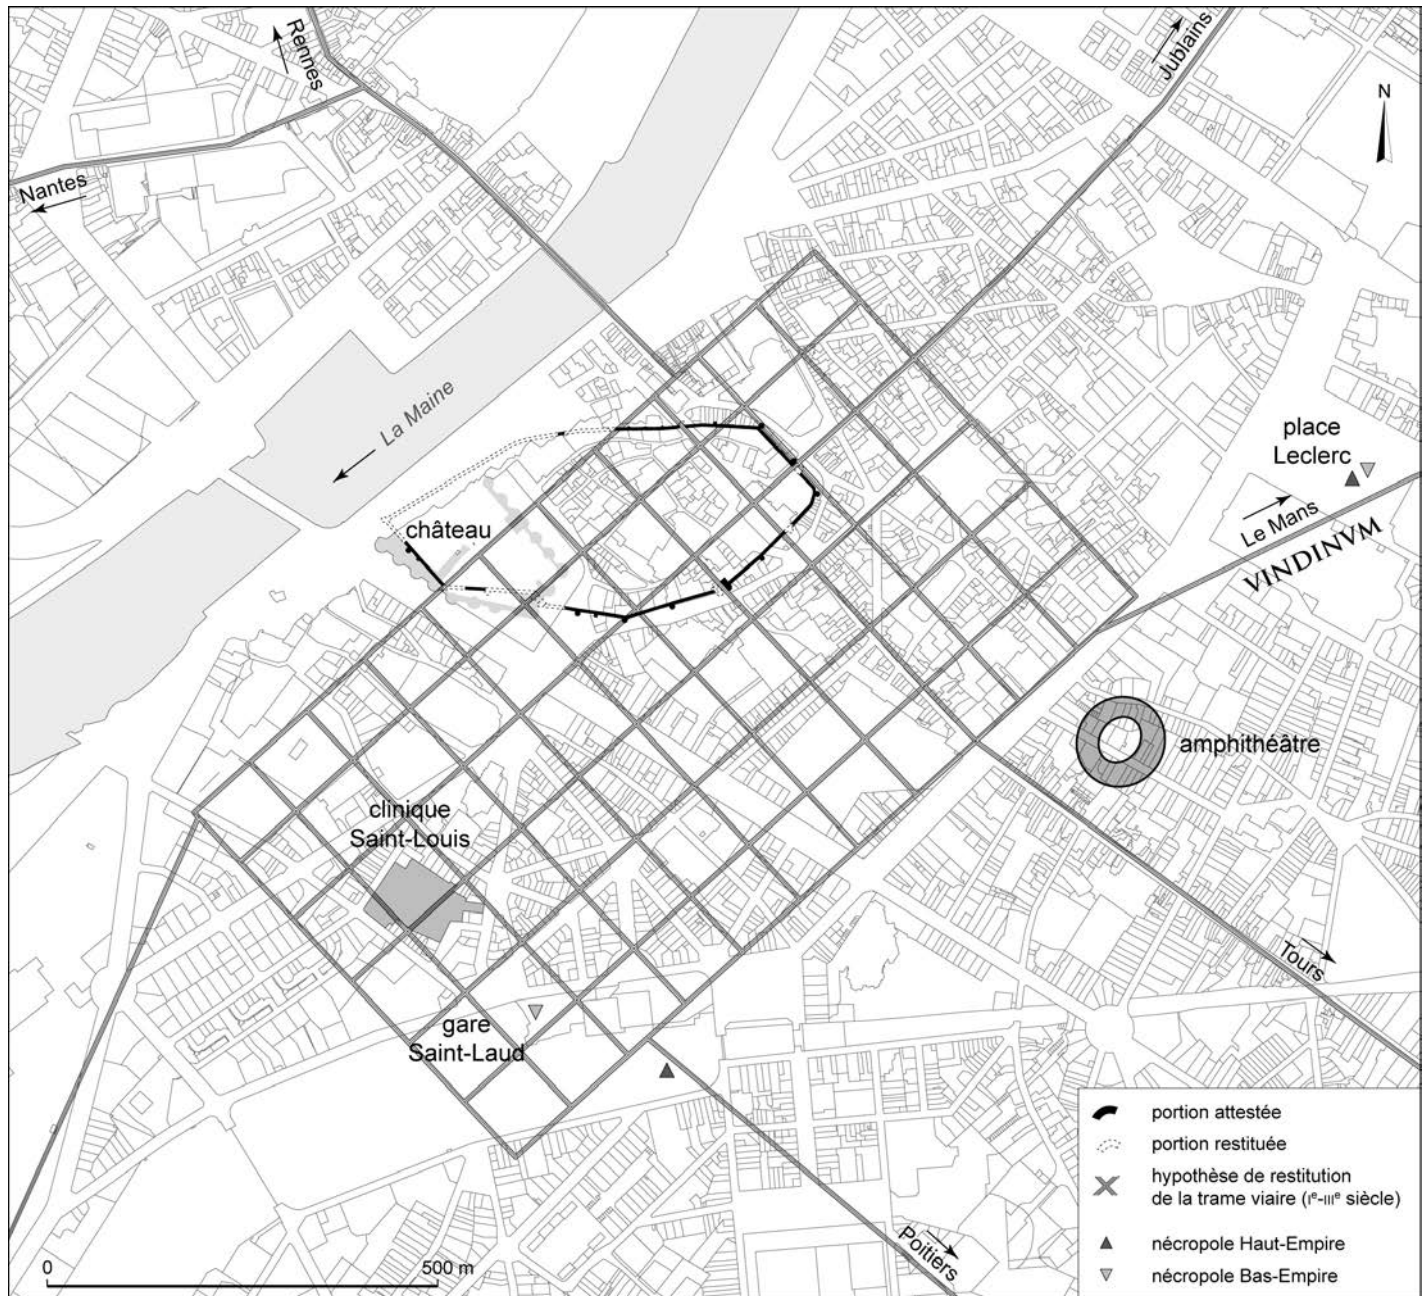 Rennes
Jublains
N
Nantes
La Maine
place
Leclerc
Le Mans
VINDINVM
château
amphithéâtre
clinique
Saint-Louis
Tours
gare
Saint-Laud
Poitiers
0
500 m
portion attestée
portion restituée
hypothèse de restitution
de la trame viaire (Iᵉ-IIIᵉ siècle)
nécropole Haut-Empire
nécropole Bas-Empire